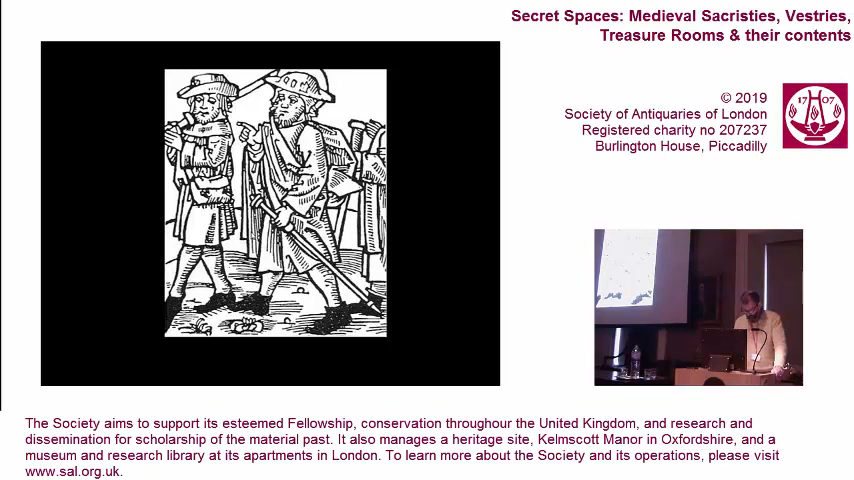 Secret Spaces: Medieval Sacristies, Vestries,
Treasure Rooms & their contents
© 2019
Society of Antiquaries of London
Registered charity no 207237
Burlington House, Piccadilly
17 07
The Society aims to support its esteemed Fellowship, conservation throughour the United Kingdom, and research and
dissemination for scholarship of the material past. It also manages a heritage site, Kelmscott Manor in Oxfordshire, and a
museum and research library at its apartments in London. To learn more about the Society and its operations, please visit
www.sal.org.uk.